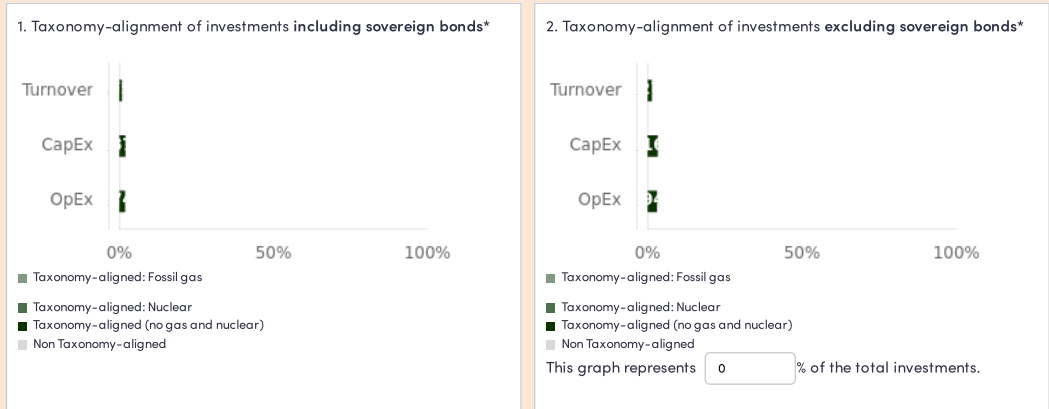 1. Taxonomy-alignment of investments including sovereign bonds*
Turnover
CapEx
OpEx
0% 50% 100%
Taxonomy-aligned: Fossil gas
Taxonomy-aligned: Nuclear
Taxonomy-aligned (no gas and nuclear)
Non Taxonomy-aligned
2. Taxonomy-alignment of investments excluding sovereign bonds*
Turnover
CapEx
OpEx
0% 50% 100%
Taxonomy-aligned: Fossil gas
Taxonomy-aligned: Nuclear
Taxonomy-aligned (no gas and nuclear)
Non Taxonomy-aligned
This graph represents 0 % of the total investments.